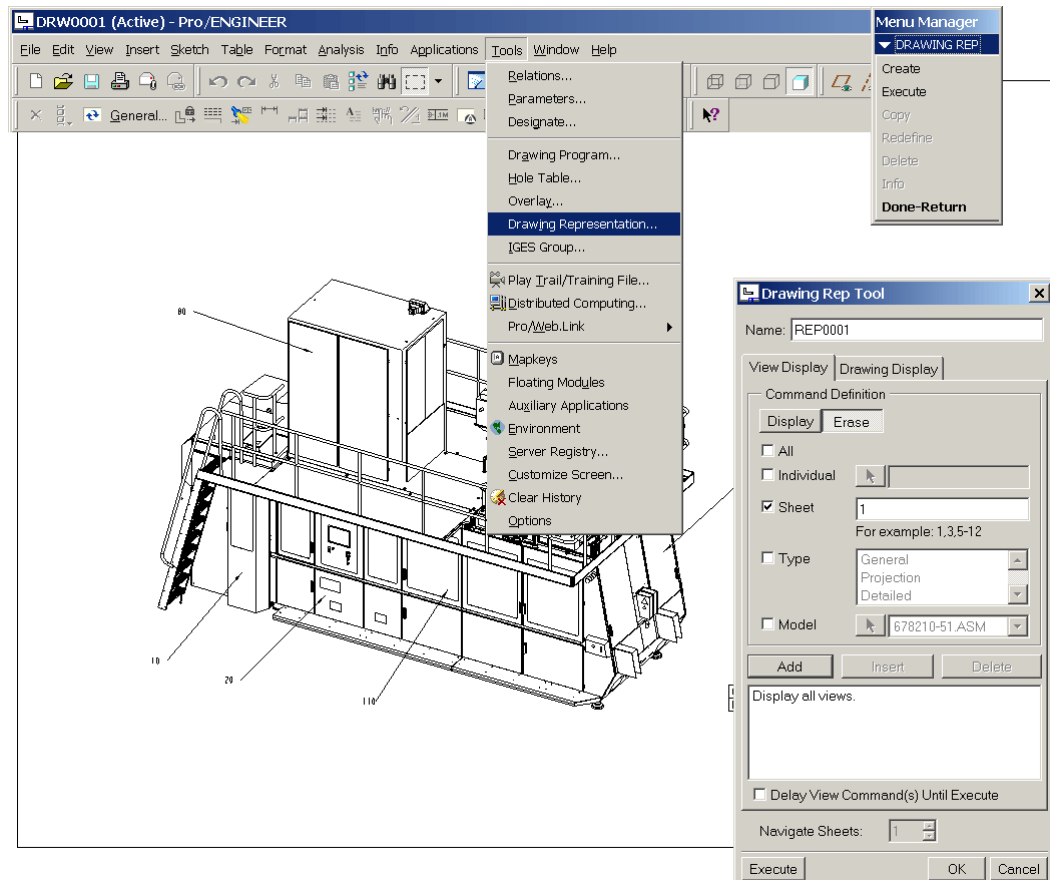 DRW0001 (Active) - Pro/ENGINEER
File Edit View Insert Sketch Table Format Analysis Info Applications Tools Window Help
General...
Relations...
Parameters...
Designate...
Drawing Program...
Hole Table...
Overlay...
Drawing Representation...
IGES Group...
Play Trail/Training File...
Distributed Computing...
Pro/Web.Link
Mapkeys
Floating Modules
Auxiliary Applications
Environment
Server Registry...
Customize Screen...
Clear History
Options
Menu Manager
DRAWING REP
Create
Execute
Copy
Redefine
Delete
Info
Done-Return
80
10
20
110
Drawing Rep Tool
Name: REP0001
View Display Drawing Display
Command Definition
Display Erase
All
Individual
Sheet 1
For example: 1,3,5-12
Type General
Projection
Detailed
Model 678210-51.ASM
Add Insert Delete
Display all views.
Delay View Command(s) Until Execute
Navigate Sheets: 1
Execute OK Cancel